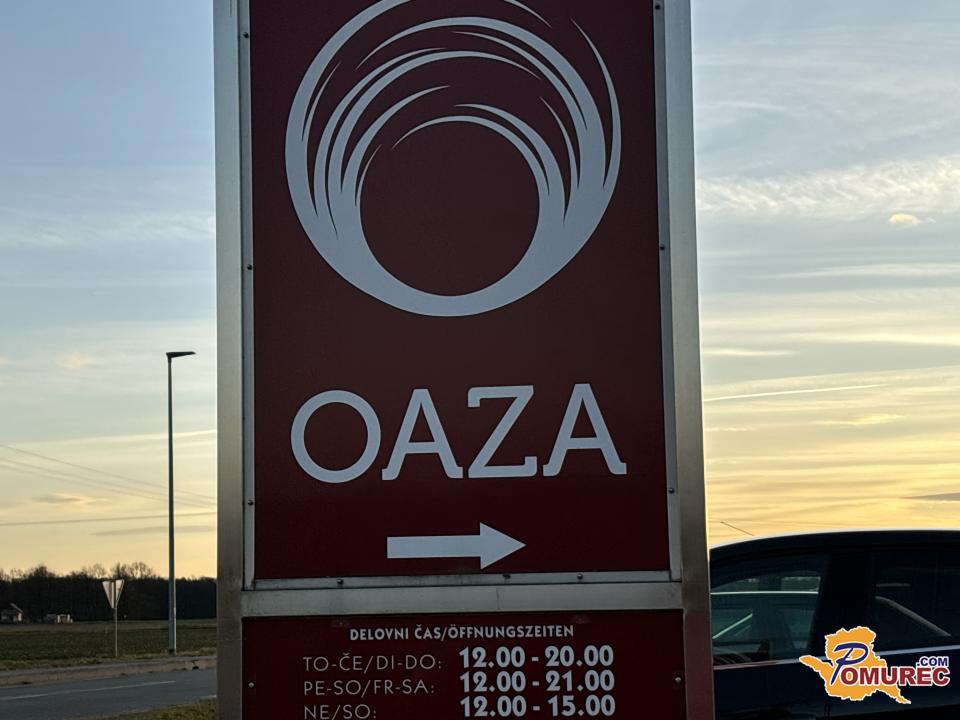 OAZA
DELOVNI ČAS/ÖFFNUNGSZEITEN
TO-ČE/DI-DO: 12.00 - 20.00
PE-SO/FR-SA: 12.00 - 21.00
NE/SO: 12.00 - 15.00
POMUREC.COM